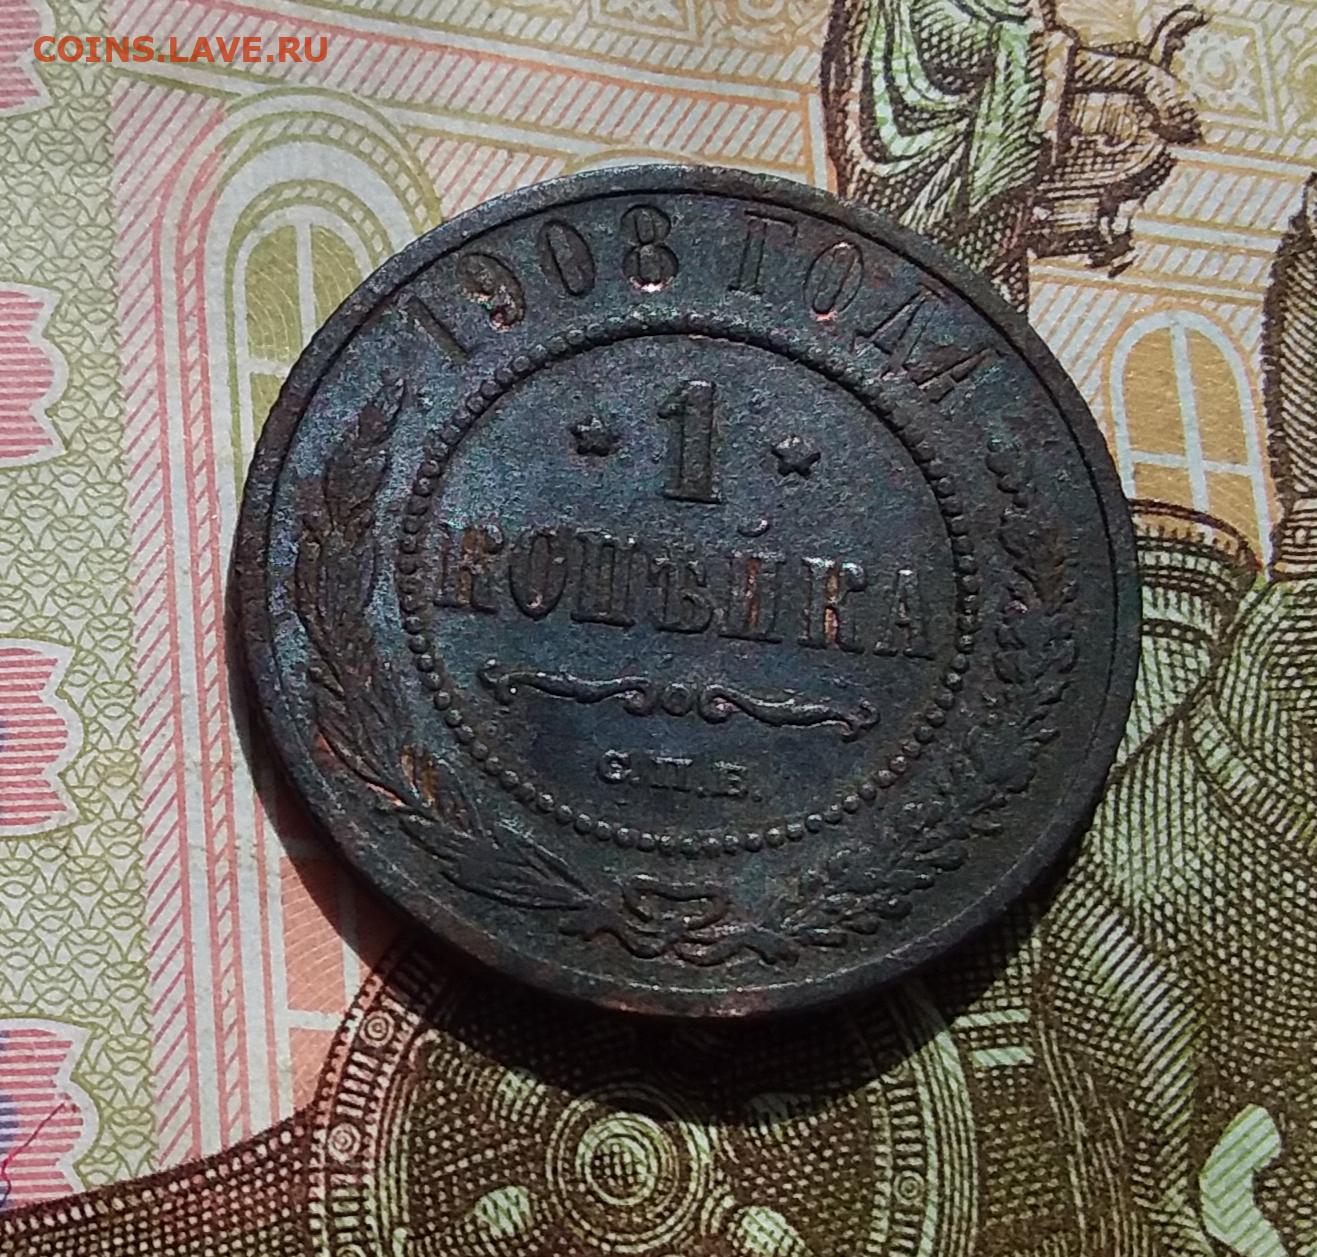 COINS.LAVE.RU
1908 ГОДА
* 1 *
КОПѢЙКА
С.П.Б.